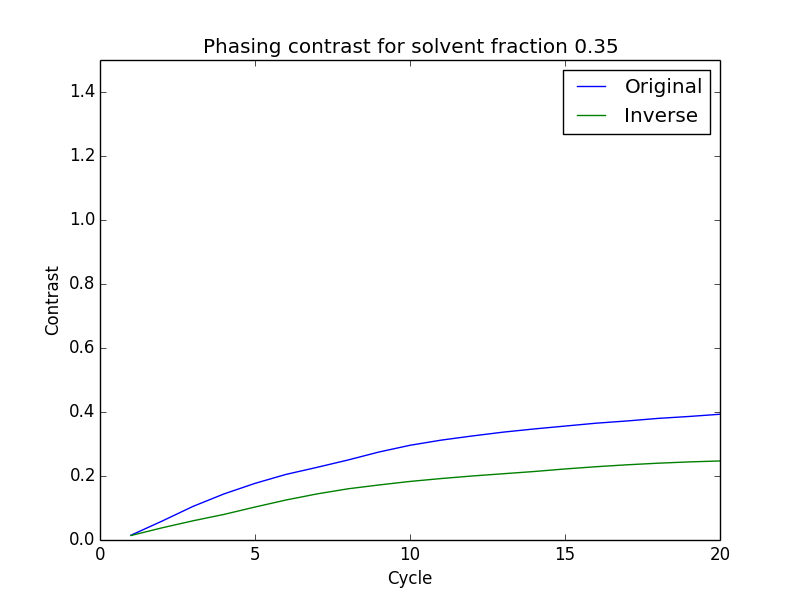 Phasing contrast for solvent fraction 0.35
Original
Inverse
1.4
1.2
1.0
0.8
0.6
0.4
0.2
0.0
Contrast
0 5 10 15 20
Cycle